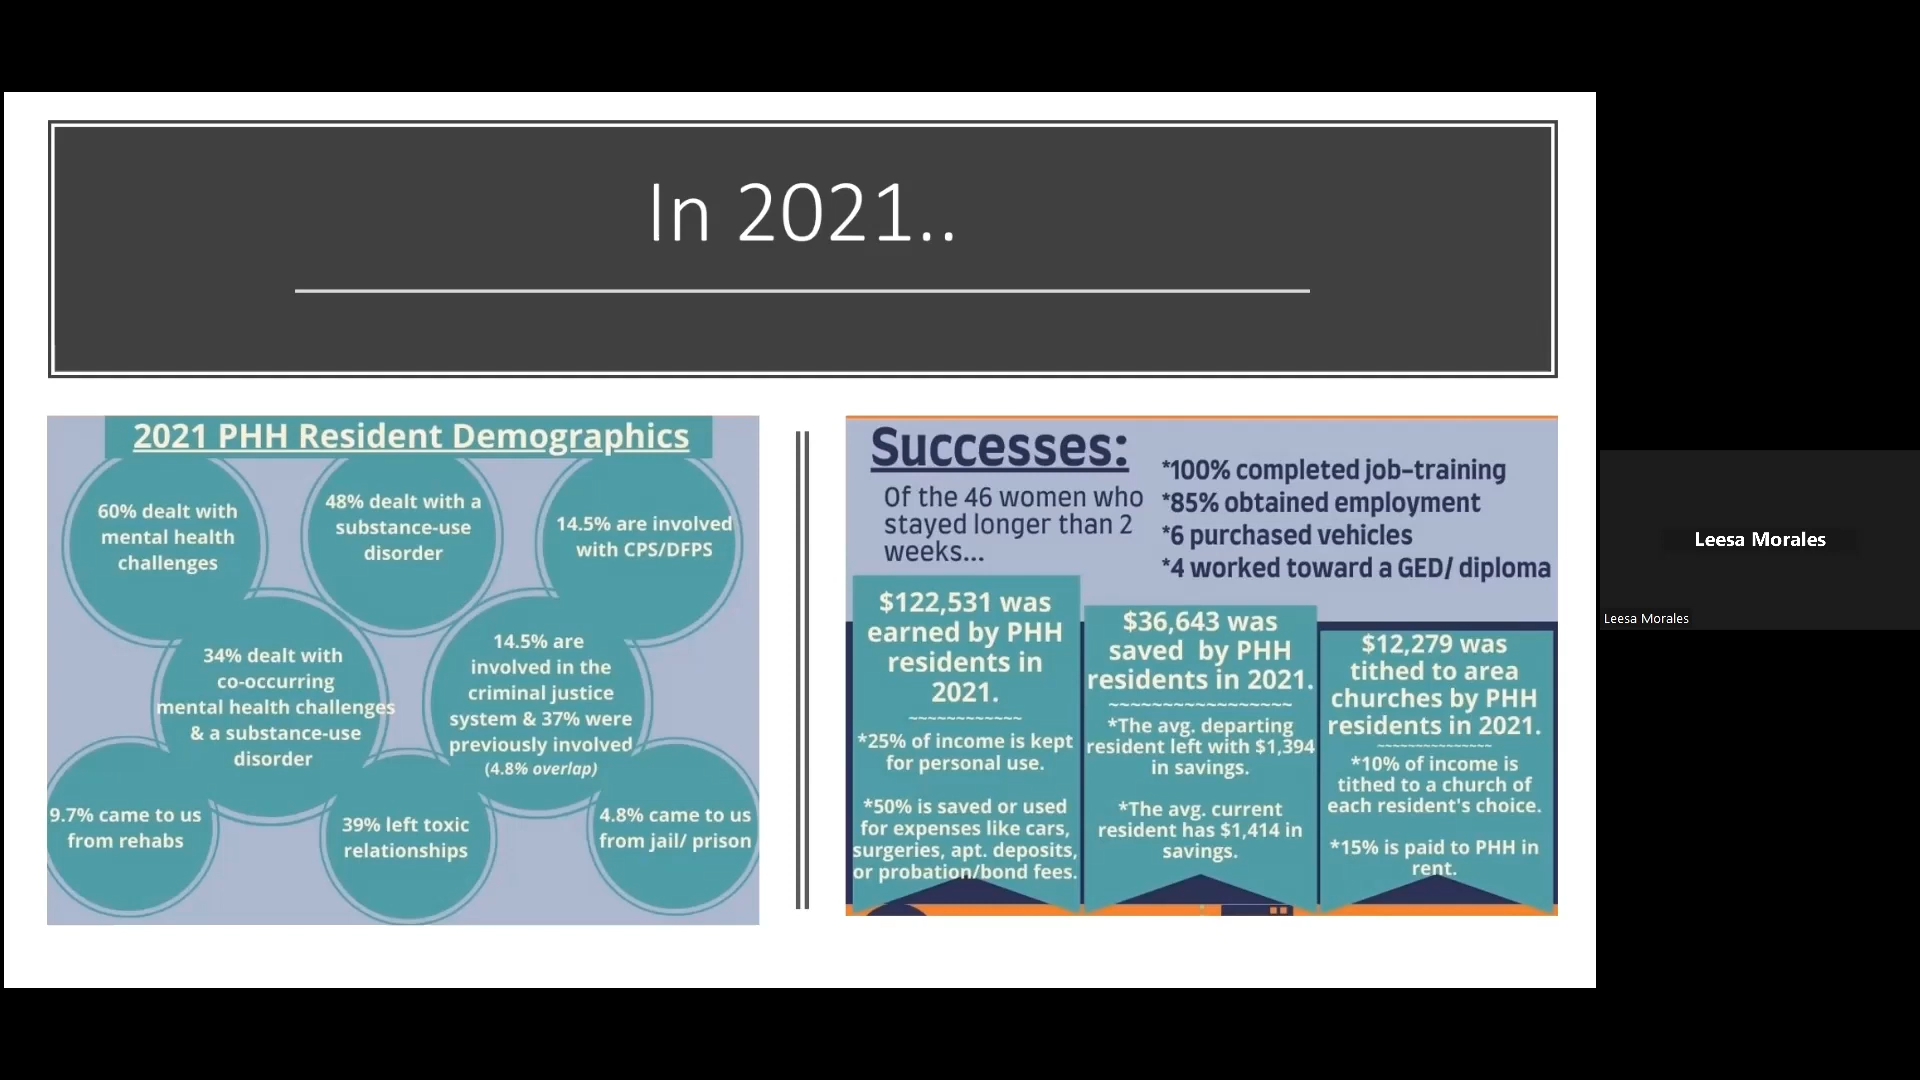 In 2021..
2021 PHH Resident Demographics
60% dealt with
mental health
challenges
48% dealt with a
substance-use
disorder
14.5% are involved
with CPS/DFPS
34% dealt with
co-occurring
mental health challenges
& a substance-use
disorder
14.5% are
involved in the
criminal justice
system & 37% were
previously involved
(4.8% overlap)
9.7% came to us
from rehabs
39% left toxic
relationships
4.8% came to us
from jail/ prison
Successes:
Of the 46 women who
stayed longer than 2
weeks...
*100% completed job-training
*85% obtained employment
*6 purchased vehicles
*4 worked toward a GED/ diploma
$122,531 was
earned by PHH
residents in
2021.
~~~~~~~~~~~~
*25% of income is kept
for personal use.
*50% is saved or used
for expenses like cars,
surgeries, apt. deposits,
or probation/bond fees.
$36,643 was
saved by PHH
residents in 2021.
~~~~~~~~~~~~~~~~~
*The avg. departing
resident left with $1,394
in savings.
*The avg. current
resident has $1,414 in
savings.
$12,279 was
tithed to area
churches by PHH
residents in 2021.
~~~~~~~~~~~~~~~
*10% of income is
tithed to a church of
each resident's choice.
*15% is paid to PHH in
rent.
Leesa Morales
Leesa Morales